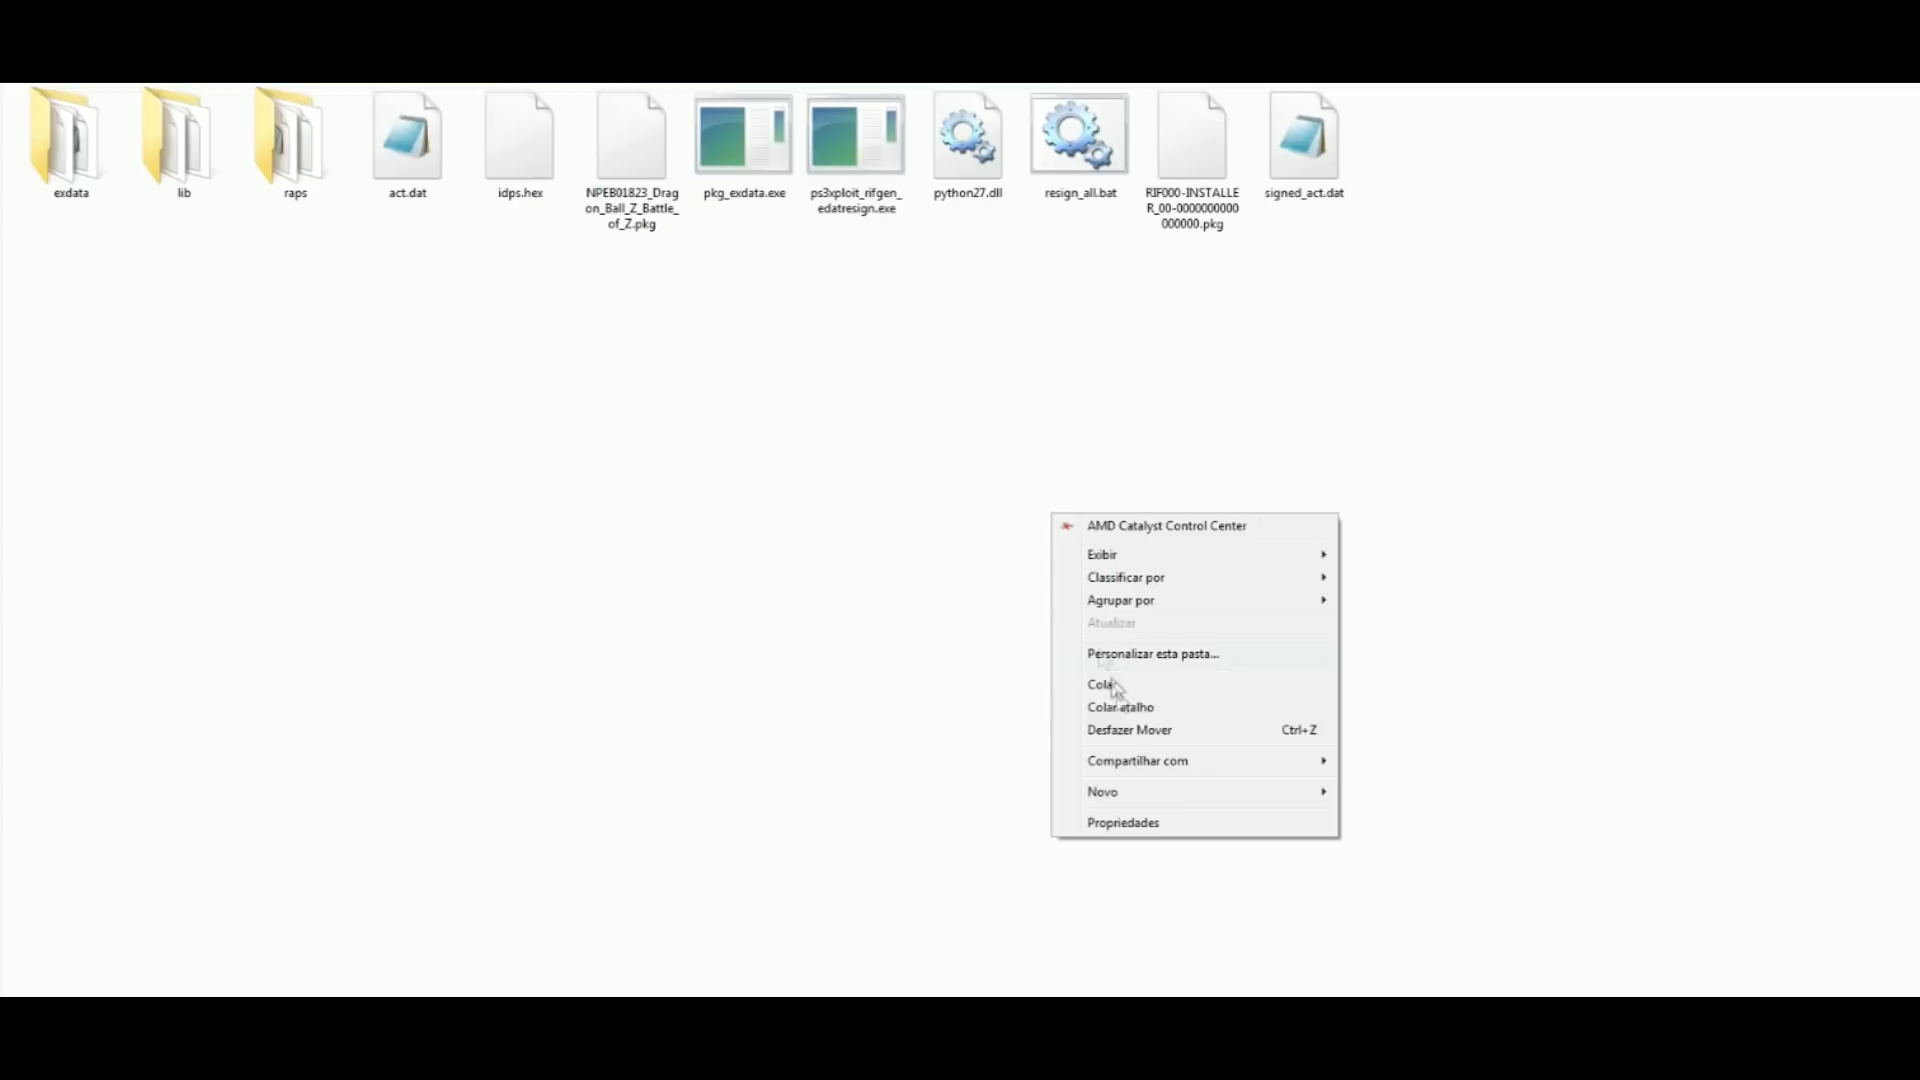 exdata
lib
raps
act.dat
idps.hex
NPEB01823_Drag
on_Ball_Z_Battle_
of_Z.pkg
pkg_exdata.exe
ps3xploit_rifgen_
edatresign.exe
python27.dll
resign_all.bat
RIF000-INSTALLE
R_00-0000000000
000000.pkg
signed_act.dat
AMD Catalyst Control Center
Exibir
Classificar por
Agrupar por
Atualizar
Personalizar esta pasta...
Colar
Colar atalho
Desfazer Mover Ctrl+Z
Compartilhar com
Novo
Propriedades